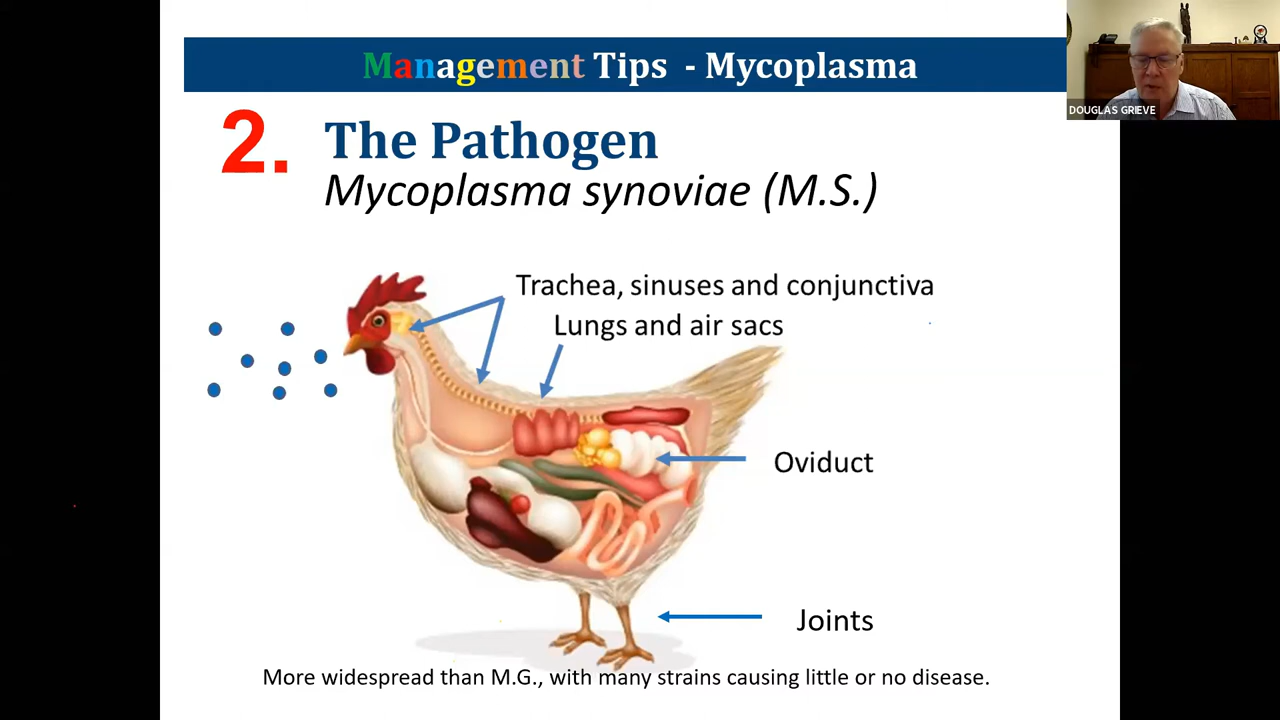 Management Tips - Mycoplasma
DOUGLAS GRIEVE
2. The Pathogen
Mycoplasma synoviae (M.S.)
Trachea, sinuses and conjunctiva
Lungs and air sacs
Oviduct
Joints
More widespread than M.G., with many strains causing little or no disease.